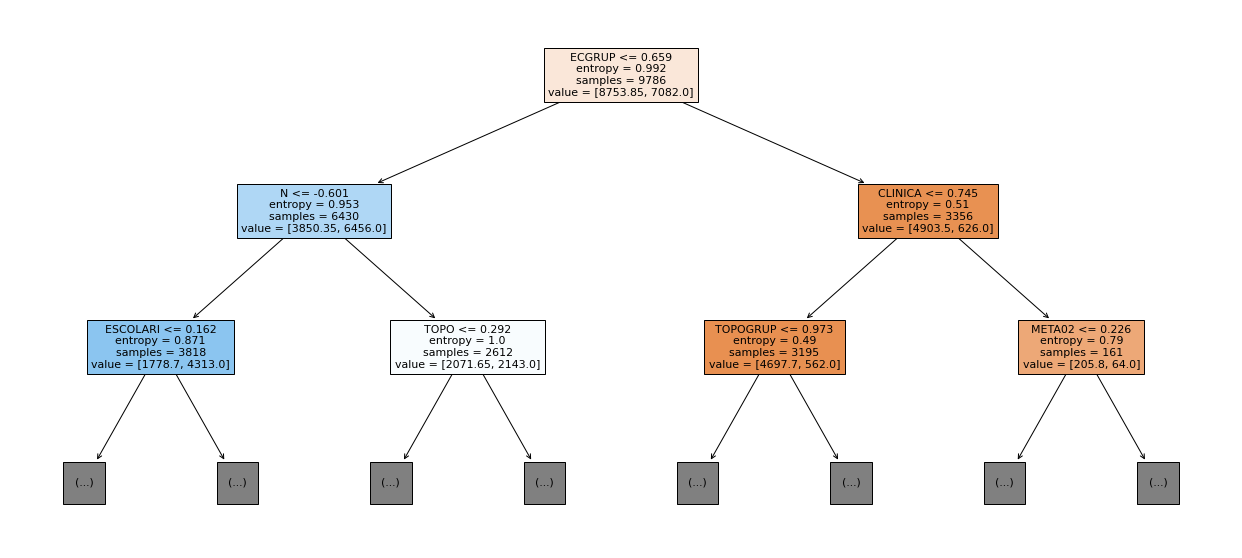 ECGRUP <= 0.659
entropy = 0.992
samples = 9786
value = [8753.85, 7082.0]
N <= -0.601
entropy = 0.953
samples = 6430
value = [3850.35, 6456.0]
CLINICA <= 0.745
entropy = 0.51
samples = 3356
value = [4903.5, 626.0]
ESCOLARI <= 0.162
entropy = 0.871
samples = 3818
value = [1778.7, 4313.0]
TOPO <= 0.292
entropy = 1.0
samples = 2612
value = [2071.65, 2143.0]
TOPOGRUP <= 0.973
entropy = 0.49
samples = 3195
value = [4697.7, 562.0]
META02 <= 0.226
entropy = 0.79
samples = 161
value = [205.8, 64.0]
(...)
(...)
(...)
(...)
(...)
(...)
(...)
(...)